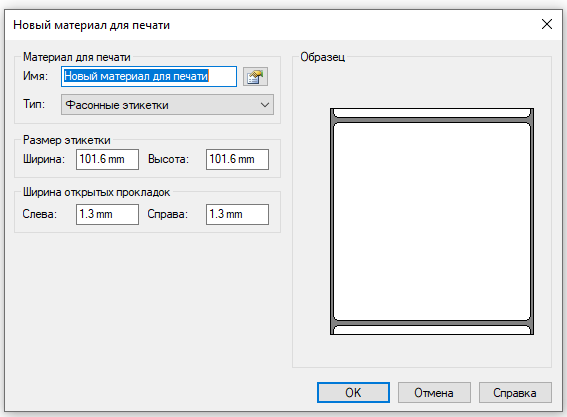 Новый материал для печати
Материал для печати
Имя: Новый материал для печати
Тип: Фасонные этикетки
Размер этикетки
Ширина: 101.6 mm Высота: 101.6 mm
Ширина открытых прокладок
Слева: 1.3 mm Справа: 1.3 mm
Образец
OK Отмена Справка